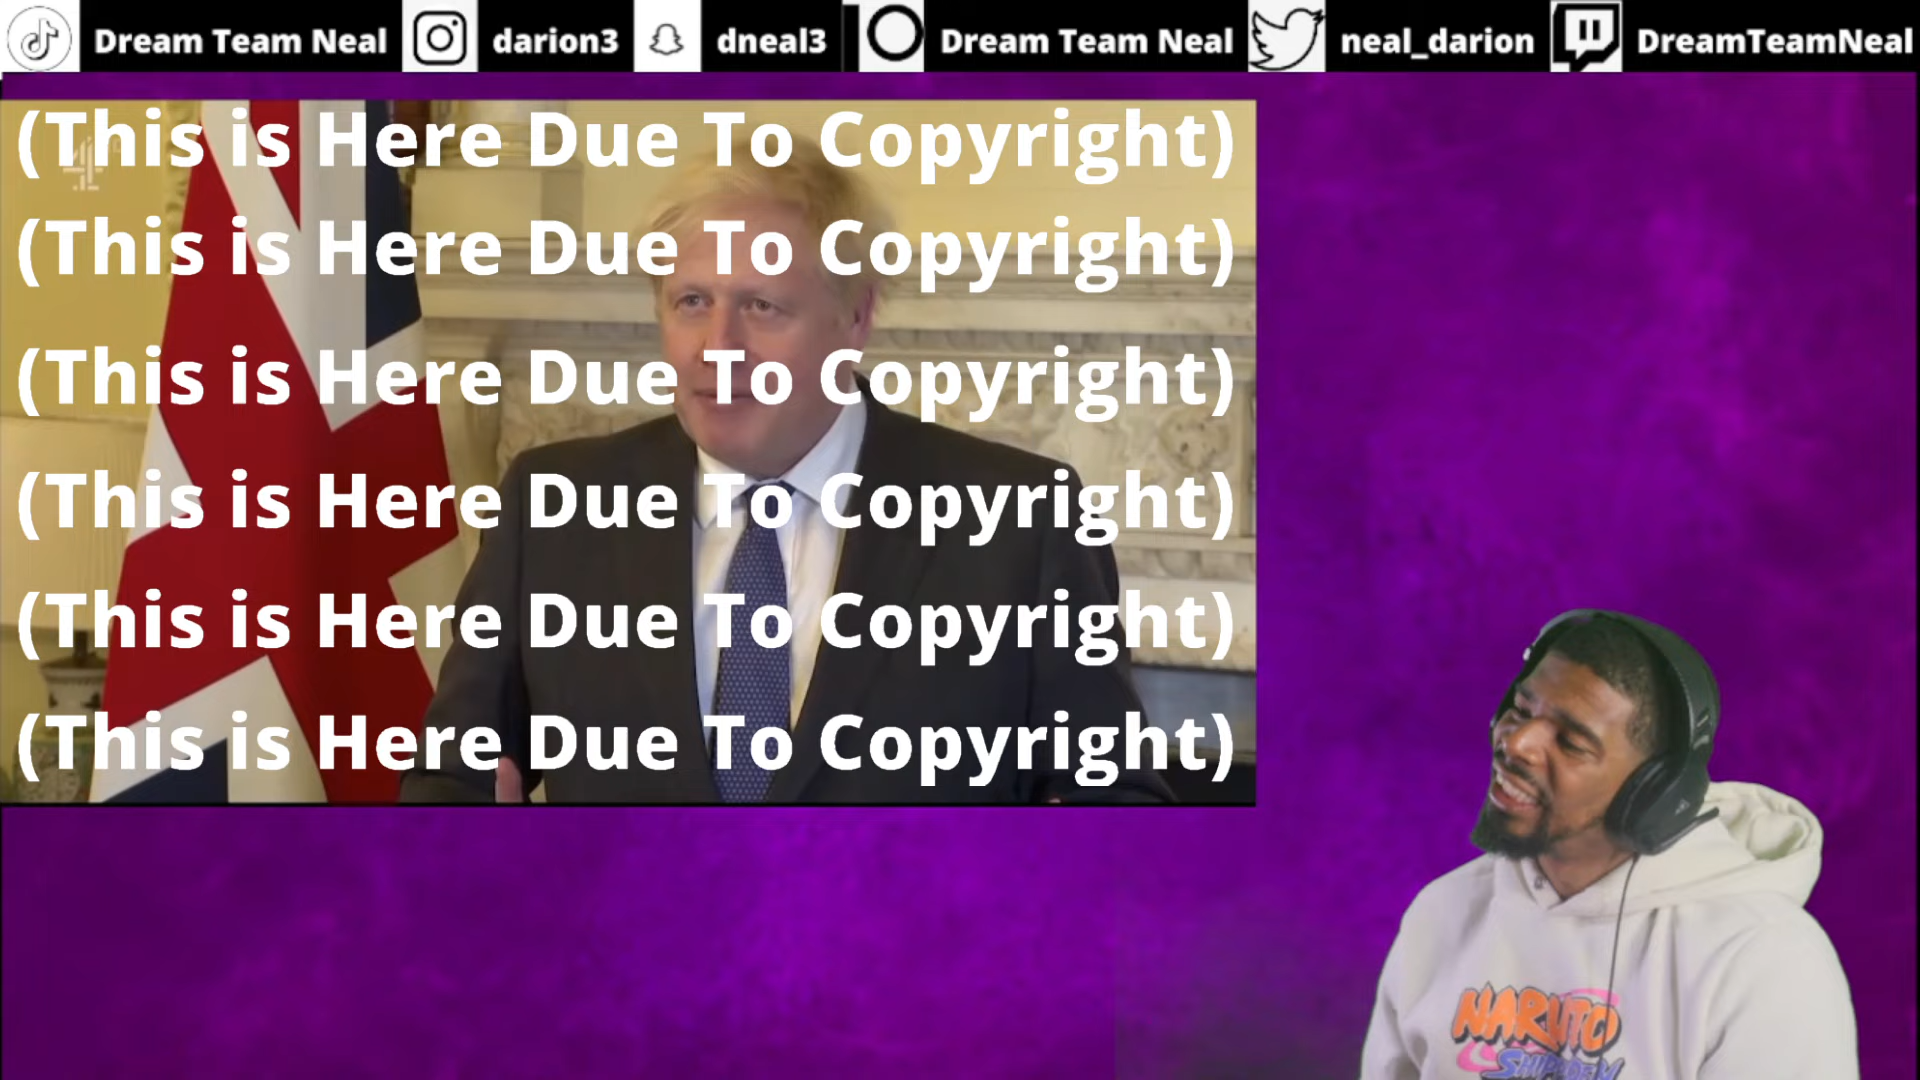 Dream Team Neal darion3 dneal3 Dream Team Neal neal_darion DreamTeamNeal
(This is Here Due To Copyright)
(This is Here Due To Copyright)
(This is Here Due To Copyright)
(This is Here Due To Copyright)
(This is Here Due To Copyright)
(This is Here Due To Copyright)
NARUTO
SHIPPUDEN